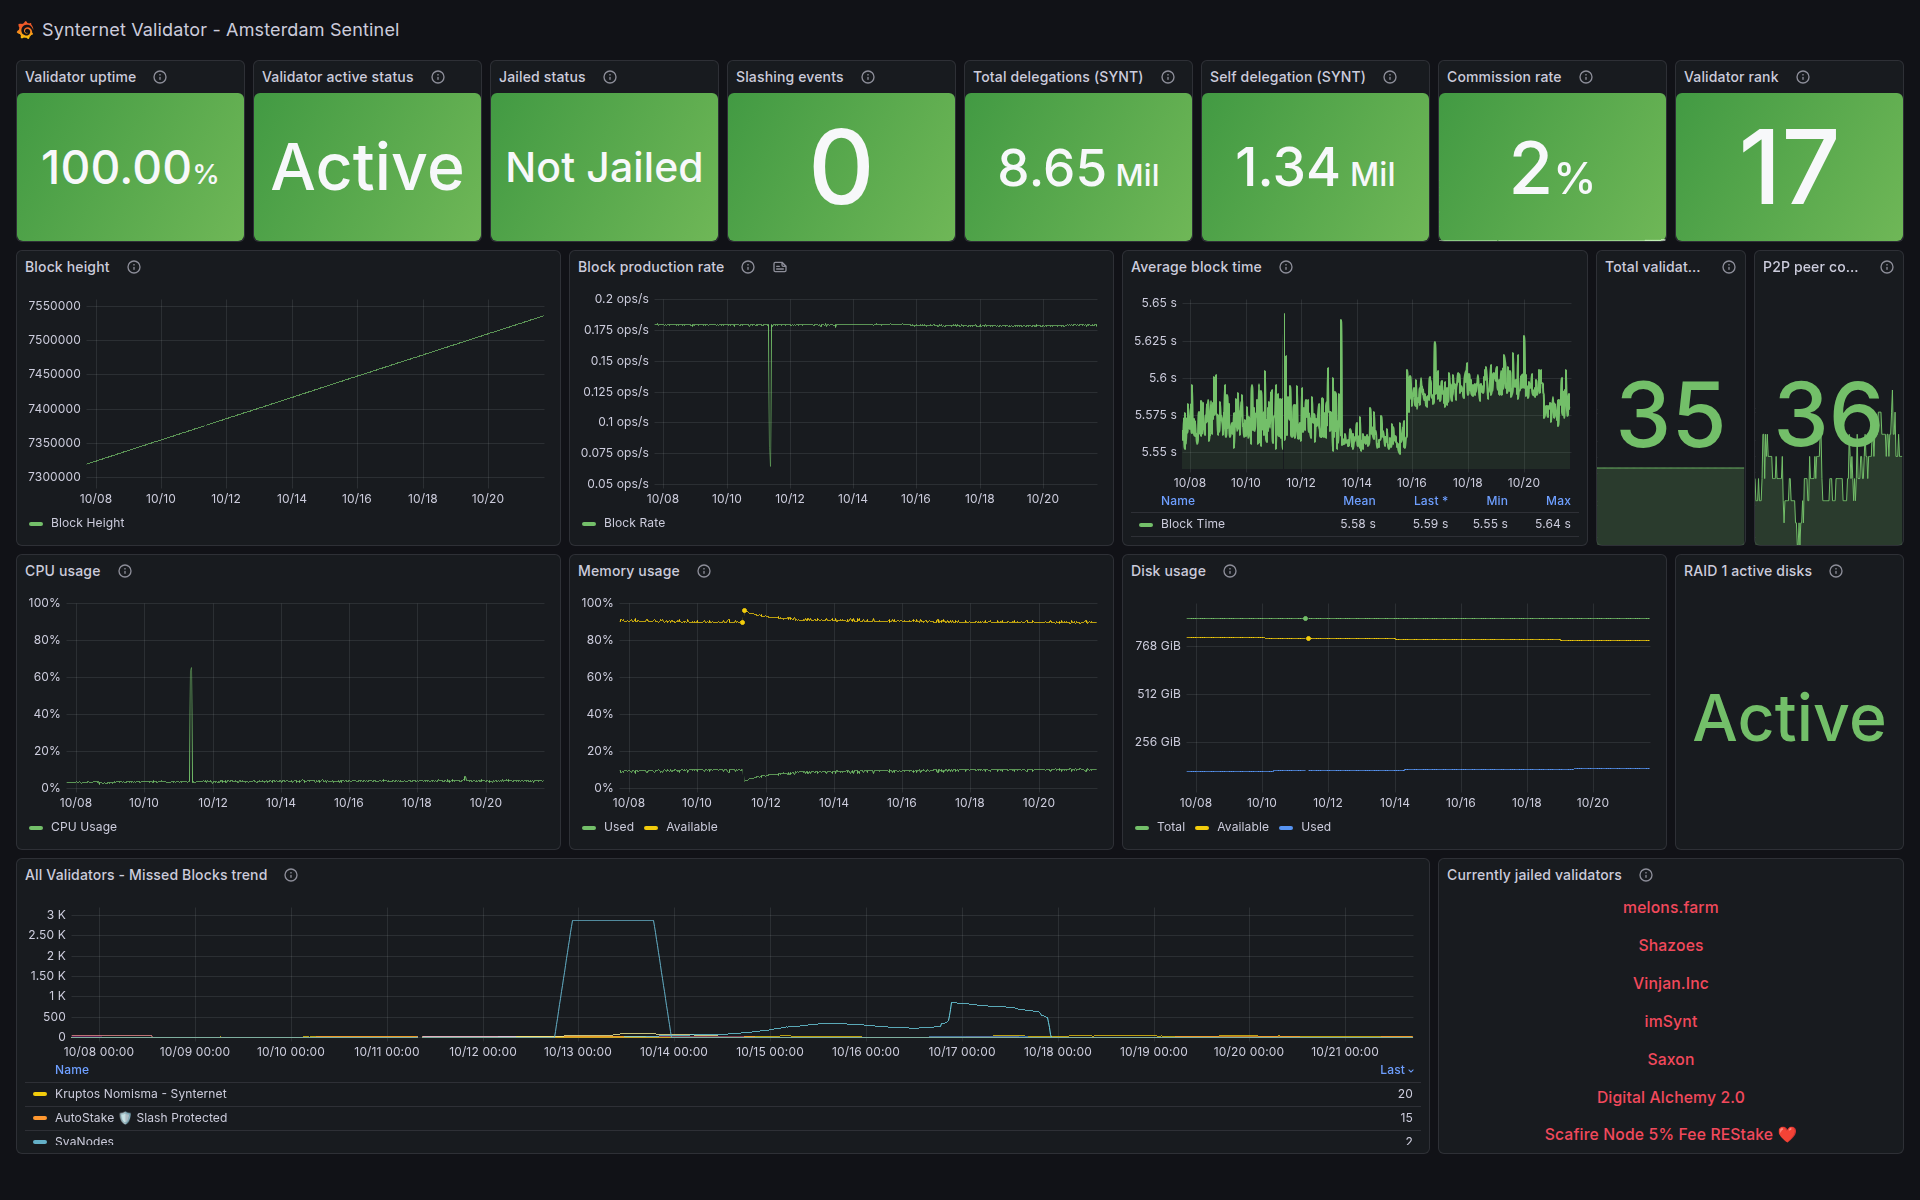 Synternet Validator - Amsterdam Sentinel
Validator uptime
100.00%
Validator active status
Active
Jailed status
Not Jailed
Slashing events
0
Total delegations (SYNT)
8.65 Mil
Self delegation (SYNT)
1.34 Mil
Commission rate
2%
Validator rank
17
Block height
7550000
7500000
7450000
7400000
7350000
7300000
10/08 10/10 10/12 10/14 10/16 10/18 10/20
Block Height
Block production rate
0.2 ops/s
0.175 ops/s
0.15 ops/s
0.125 ops/s
0.1 ops/s
0.075 ops/s
0.05 ops/s
10/08 10/10 10/12 10/14 10/16 10/18 10/20
Block Rate
Average block time
5.65 s
5.625 s
5.6 s
5.575 s
5.55 s
10/08 10/10 10/12 10/14 10/16 10/18 10/20
Name Mean Last * Min Max
Block Time 5.58 s 5.59 s 5.55 s 5.64 s
Total validat...
35
P2P peer co...
36
CPU usage
100%
80%
60%
40%
20%
0%
10/08 10/10 10/12 10/14 10/16 10/18 10/20
CPU Usage
Memory usage
100%
80%
60%
40%
20%
0%
10/08 10/10 10/12 10/14 10/16 10/18 10/20
Used Available
Disk usage
768 GiB
512 GiB
256 GiB
10/08 10/10 10/12 10/14 10/16 10/18 10/20
Total Available Used
RAID 1 active disks
Active
All Validators - Missed Blocks trend
3 K
2.50 K
2 K
1.50 K
1 K
500
0
10/08 00:00 10/09 00:00 10/10 00:00 10/11 00:00 10/12 00:00 10/13 00:00 10/14 00:00 10/15 00:00 10/16 00:00 10/17 00:00 10/18 00:00 10/19 00:00 10/20 00:00 10/21 00:00
Name Last
Kruptos Nomisma - Synternet 20
AutoStake 🛡️ Slash Protected 15
SvaNodes 2
Currently jailed validators
melons.farm
Shazoes
Vinjan.Inc
imSynt
Saxon
Digital Alchemy 2.0
Scafire Node 5% Fee REStake ❤️